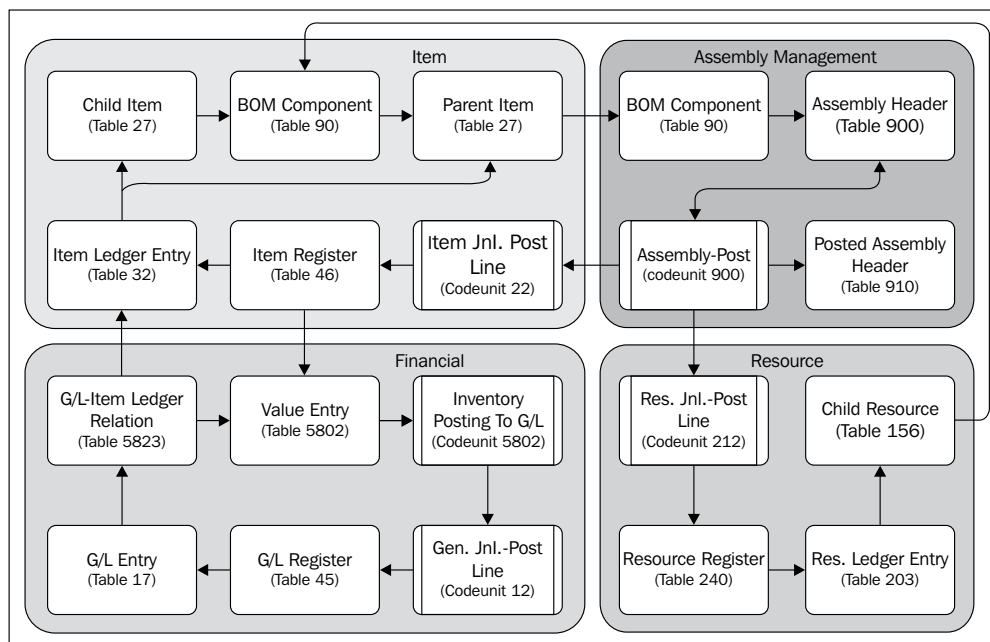 Item
Child Item
(Table 27)
BOM Component
(Table 90)
Parent Item
(Table 27)
Item Ledger Entry
(Table 32)
Item Register
(Table 46)
Item Jnl. Post
Line
(Codeunit 22)
Assembly Management
BOM Component
(Table 90)
Assembly Header
(Table 900)
Assembly-Post
(codeunit 900)
Posted Assembly
Header
(Table 910)
Financial
G/L-Item Ledger
Relation
(Table 5823)
Value Entry
(Table 5802)
Inventory
Posting To G/L
(Codeunit 5802)
G/L Entry
(Table 17)
G/L Register
(Table 45)
Gen. Jnl.-Post
Line
(Codeunit 12)
Resource
Res. Jnl.-Post
Line
(Codeunit 212)
Child Resource
(Table 156)
Resource Register
(Table 240)
Res. Ledger Entry
(Table 203)